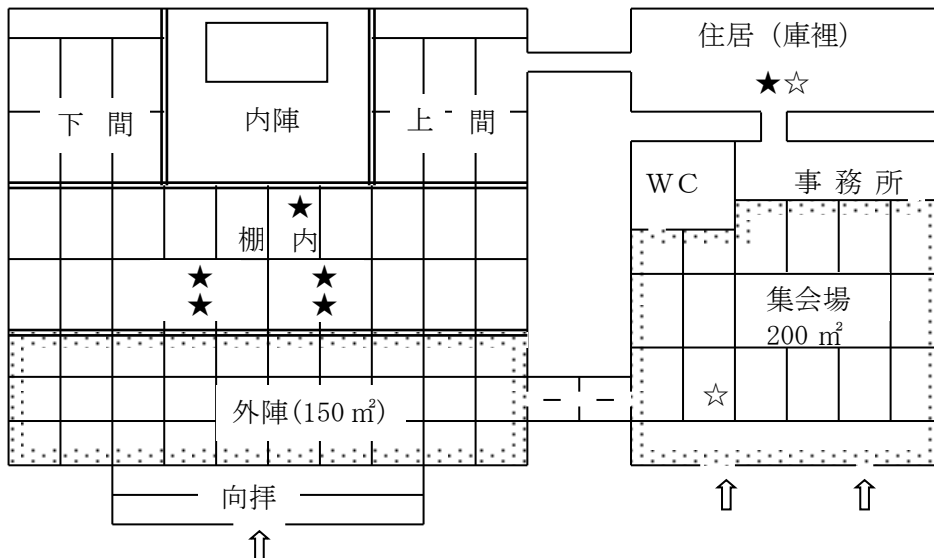 住居(庫裡)
★☆
下間
内陣
上間
WC
事務所
★
棚内
★ ★
★ ★
集会場
200 ㎡
☆
外陣(150 ㎡)
向拝
⇧ ⇧
⇧